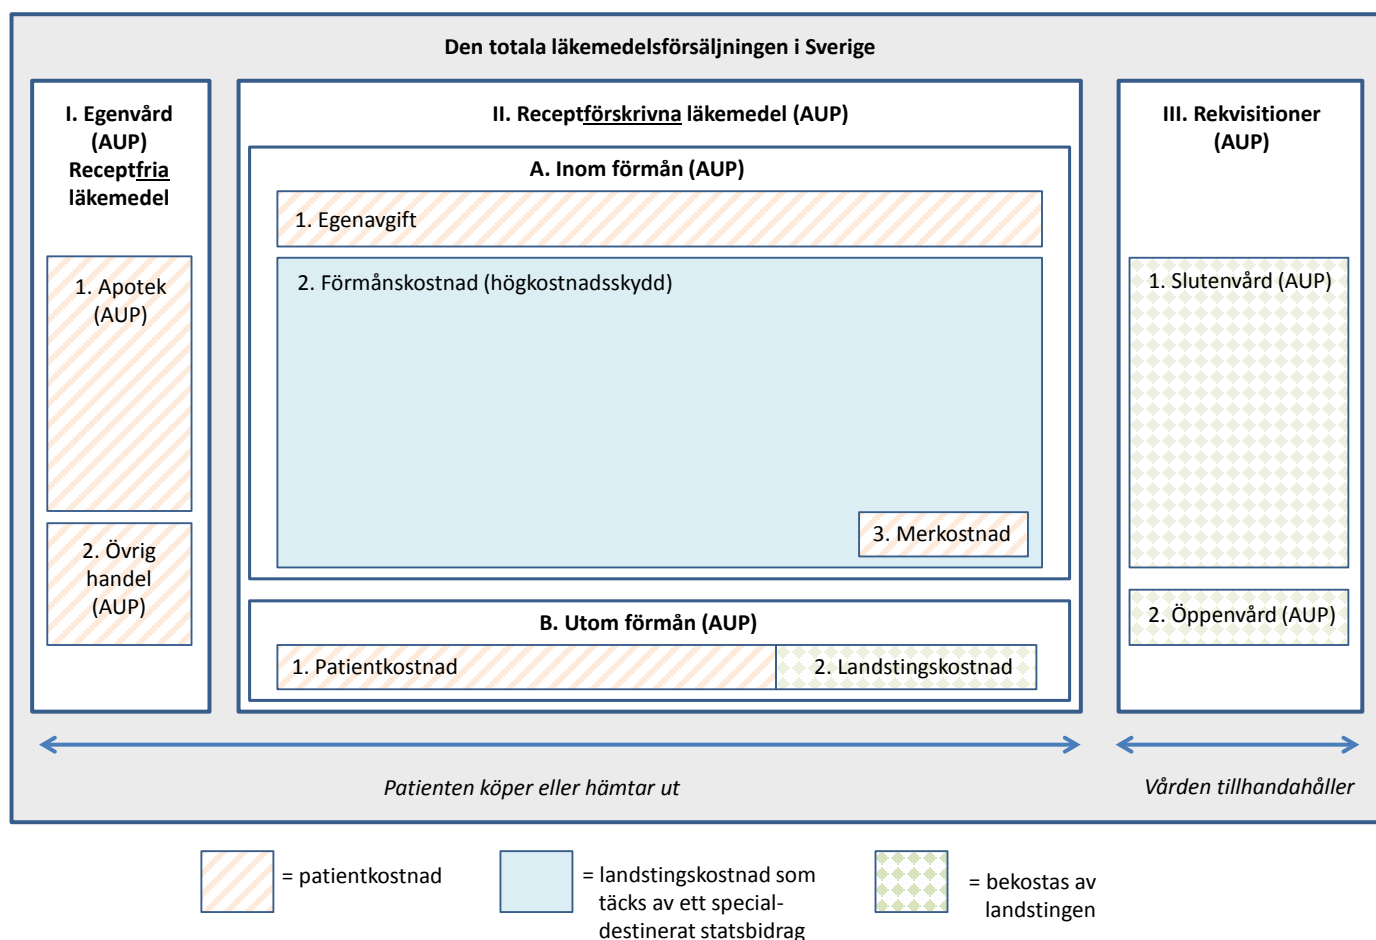 Den totala läkemedelsförsäljningen i Sverige
I. Egenvård
(AUP)
Receptfria
läkemedel
1. Apotek
(AUP)
2. Övrig
handel
(AUP)
II. Receptförskrivna läkemedel (AUP)
A. Inom förmån (AUP)
1. Egenavgift
2. Förmånskostnad (högkostnadsskydd)
3. Merkostnad
B. Utom förmån (AUP)
1. Patientkostnad
2. Landstingskostnad
III. Rekvisitioner
(AUP)
1. Slutenvård (AUP)
2. Öppenvård (AUP)
Patienten köper eller hämtar ut
Vården tillhandahåller
= patientkostnad
= landstingskostnad som
täcks av ett special-
destinerat statsbidrag
= bekostas av
landstingen